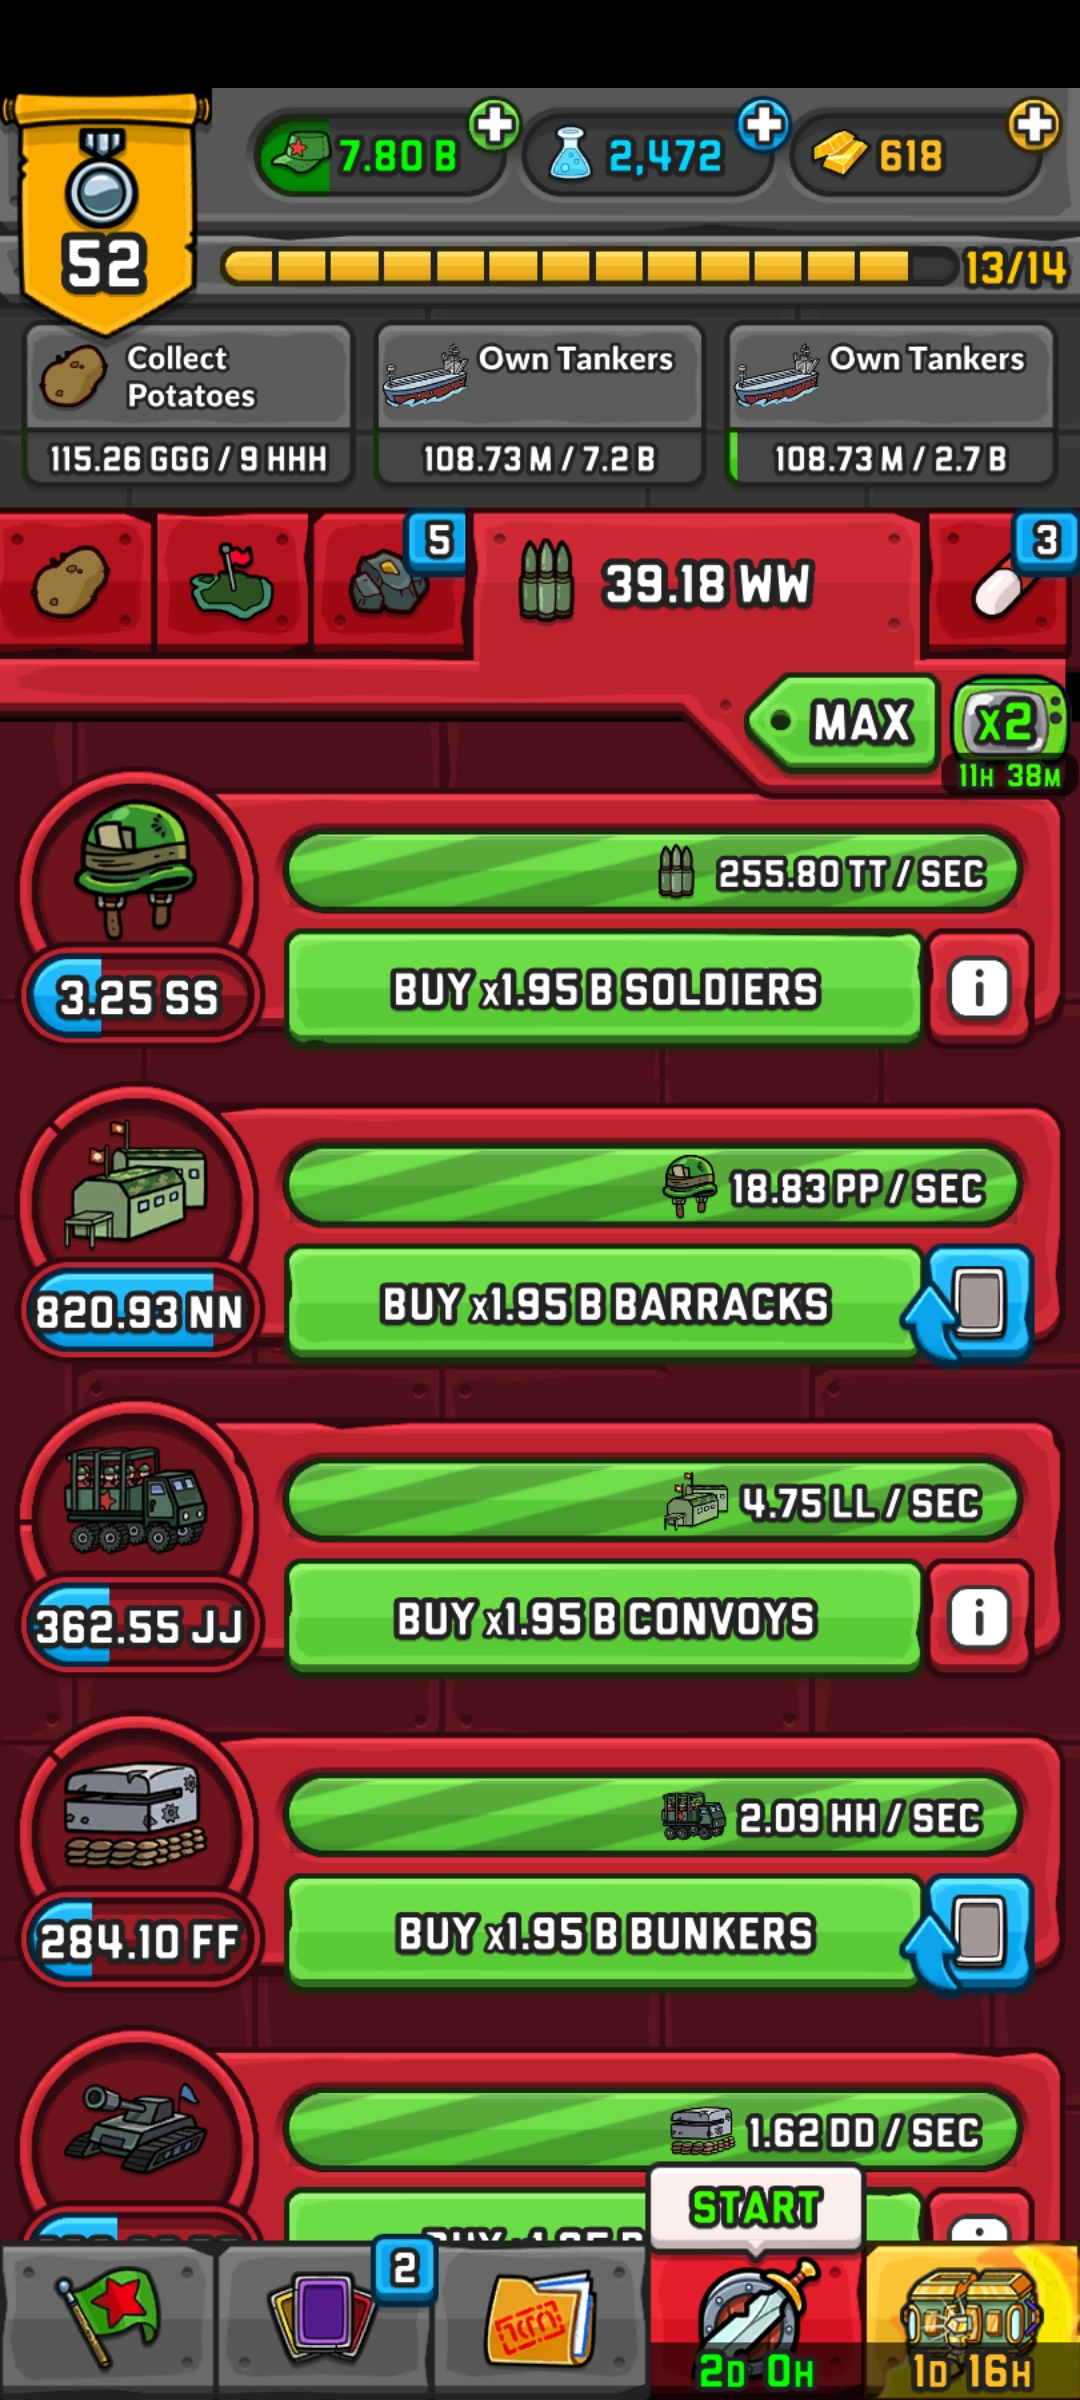 52
7.80 B
2,472
618
13/14
Collect
Potatoes
115.26 GGG / 9 HHH
Own Tankers
108.73 M / 7.2 B
Own Tankers
108.73 M / 2.7 B
5
39.18 WW
3
MAX
x2
11H 38M
255.80 TT / SEC
3.25 SS
BUY x1.95 B SOLDIERS
i
18.83 PP / SEC
820.93 NN
BUY x1.95 B BARRACKS
4.75 LL / SEC
362.55 JJ
BUY x1.95 B CONVOYS
i
2.09 HH / SEC
284.10 FF
BUY x1.95 B BUNKERS
1.62 DD / SEC
START
BUY x1.95 B
i
2
2D 0H
1D 16H